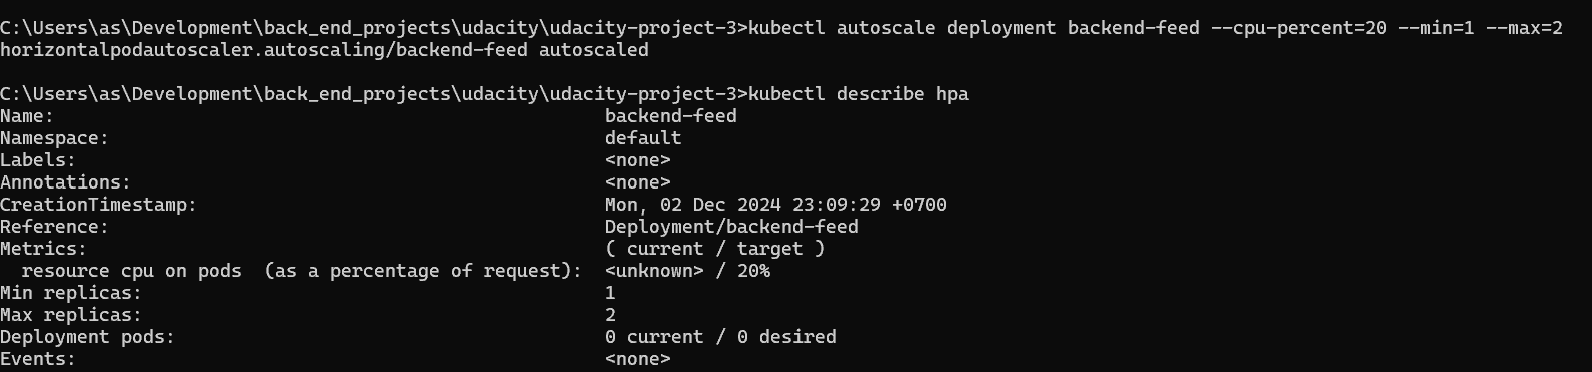 C:\Users\as\Development\back_end_projects\udacity\udacity-project-3>kubectl autoscale deployment backend-feed --cpu-percent=20 --min=1 --max=2
horizontalpodautoscaler.autoscaling/backend-feed autoscaled
C:\Users\as\Development\back_end_projects\udacity\udacity-project-3>kubectl describe hpa
Name: backend-feed
Namespace: default
Labels: <none>
Annotations: <none>
CreationTimestamp: Mon, 02 Dec 2024 23:09:29 +0700
Reference: Deployment/backend-feed
Metrics: ( current / target )
resource cpu on pods (as a percentage of request): <unknown> / 20%
Min replicas: 1
Max replicas: 2
Deployment pods: 0 current / 0 desired
Events: <none>